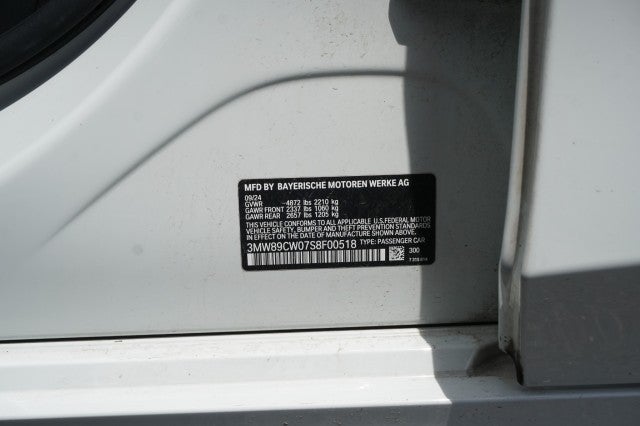 MFD BY BAYERISCHE MOTOREN WERKE AG
09/24
GVWR -4872 lbs 2210 kg
GAWR FRONT 2337 lbs 1060 kg
GAWR REAR 2657 lbs 1205 kg
THIS VEHICLE CONFORMS TO ALL APPLICABLE U.S. FEDERAL MOTOR
VEHICLE SAFETY, BUMPER, AND THEFT PREVENTION STANDARDS
IN EFFECT ON THE DATE OF MANUFACTURE SHOWN ABOVE.
3MW89CW07S8F00518 TYPE: PASSENGER CAR
300